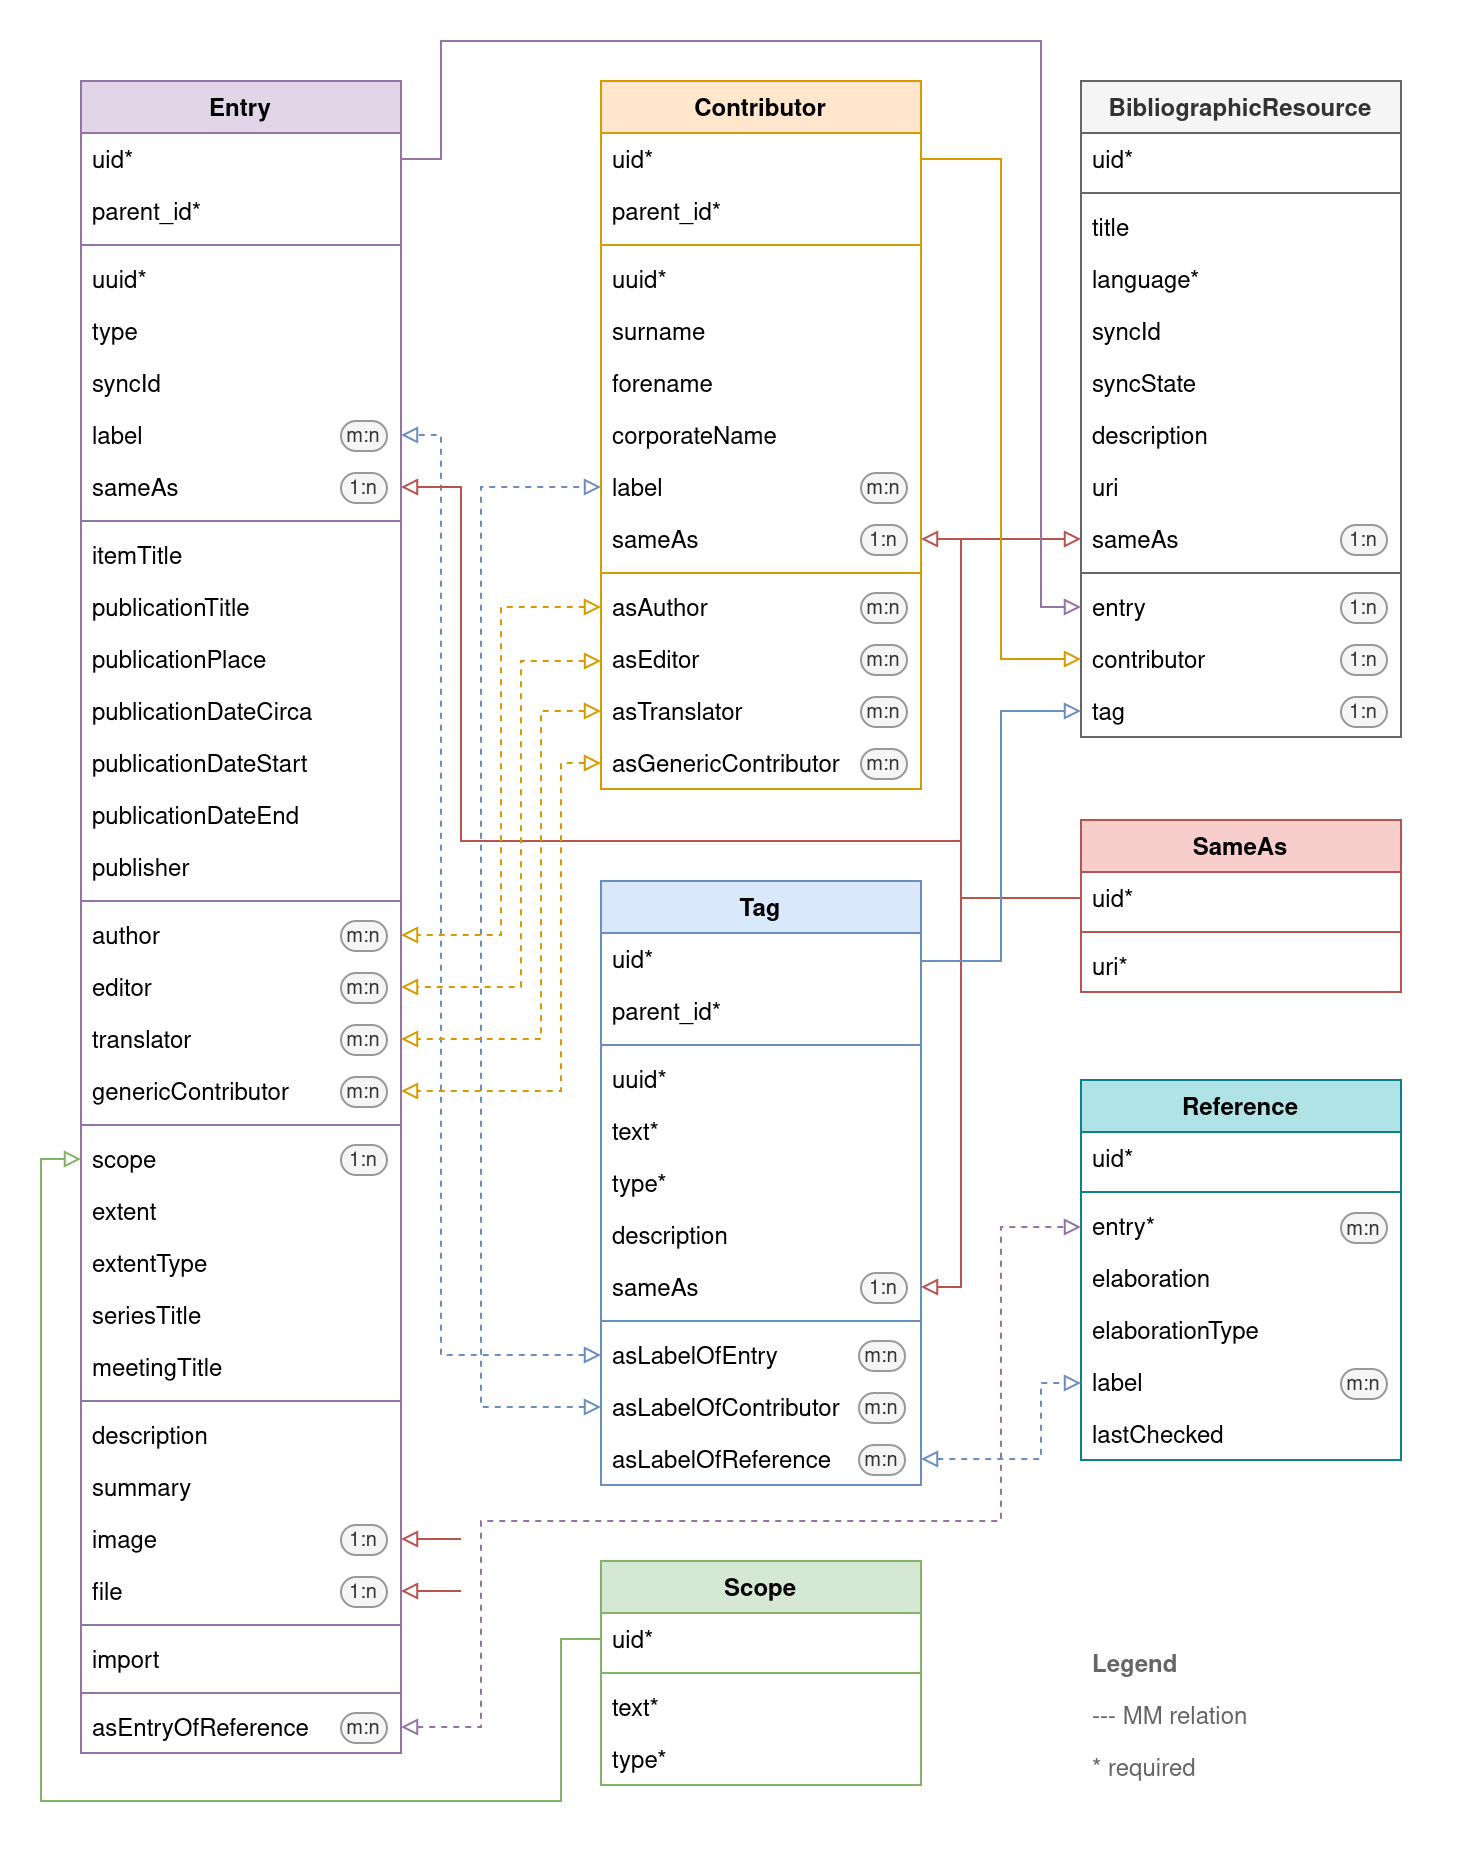 Entry
uid*
parent_id*
uuid*
type
syncId
label m:n
sameAs 1:n
itemTitle
publicationTitle
publicationPlace
publicationDateCirca
publicationDateStart
publicationDateEnd
publisher
author m:n
editor m:n
translator m:n
genericContributor m:n
scope 1:n
extent
extentType
seriesTitle
meetingTitle
description
summary
image 1:n
file 1:n
import
asEntryOfReference m:n
Contributor
uid*
parent_id*
uuid*
surname
forename
corporateName
label m:n
sameAs 1:n
asAuthor m:n
asEditor m:n
asTranslator m:n
asGenericContributor m:n
Tag
uid*
parent_id*
uuid*
text*
type*
description
sameAs 1:n
asLabelOfEntry m:n
asLabelOfContributor m:n
asLabelOfReference m:n
Scope
uid*
text*
type*
BibliographicResource
uid*
title
language*
syncId
syncState
description
uri
sameAs 1:n
entry 1:n
contributor 1:n
tag 1:n
SameAs
uid*
uri*
Reference
uid*
entry* m:n
elaboration
elaborationType
label m:n
lastChecked
Legend
--- MM relation
* required